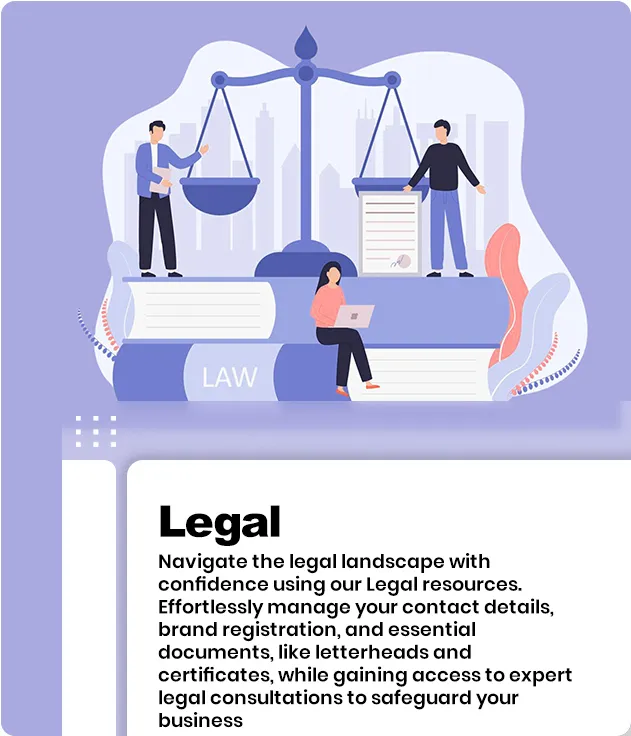 LAW
Legal
Navigate the legal landscape with
confidence using our Legal resources.
Effortlessly manage your contact details,
brand registration, and essential
documents, like letterheads and
certificates, while gaining access to expert
legal consultations to safeguard your
business